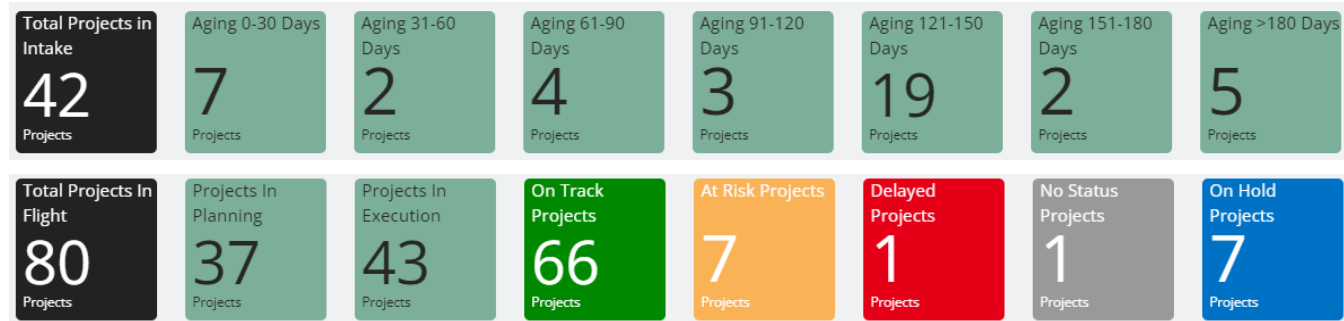 Total Projects in
Intake
42
Projects
Aging 0-30 Days
7
Projects
Aging 31-60
Days
2
Projects
Aging 61-90
Days
4
Projects
Aging 91-120
Days
3
Projects
Aging 121-150
Days
19
Projects
Aging 151-180
Days
2
Projects
Aging >180 Days
5
Projects
Total Projects In
Flight
80
Projects
Projects In
Planning
37
Projects
Projects In
Execution
43
Projects
On Track
Projects
66
Projects
At Risk Projects
7
Projects
Delayed
Projects
1
Projects
No Status
Projects
1
Projects
On Hold
Projects
7
Projects